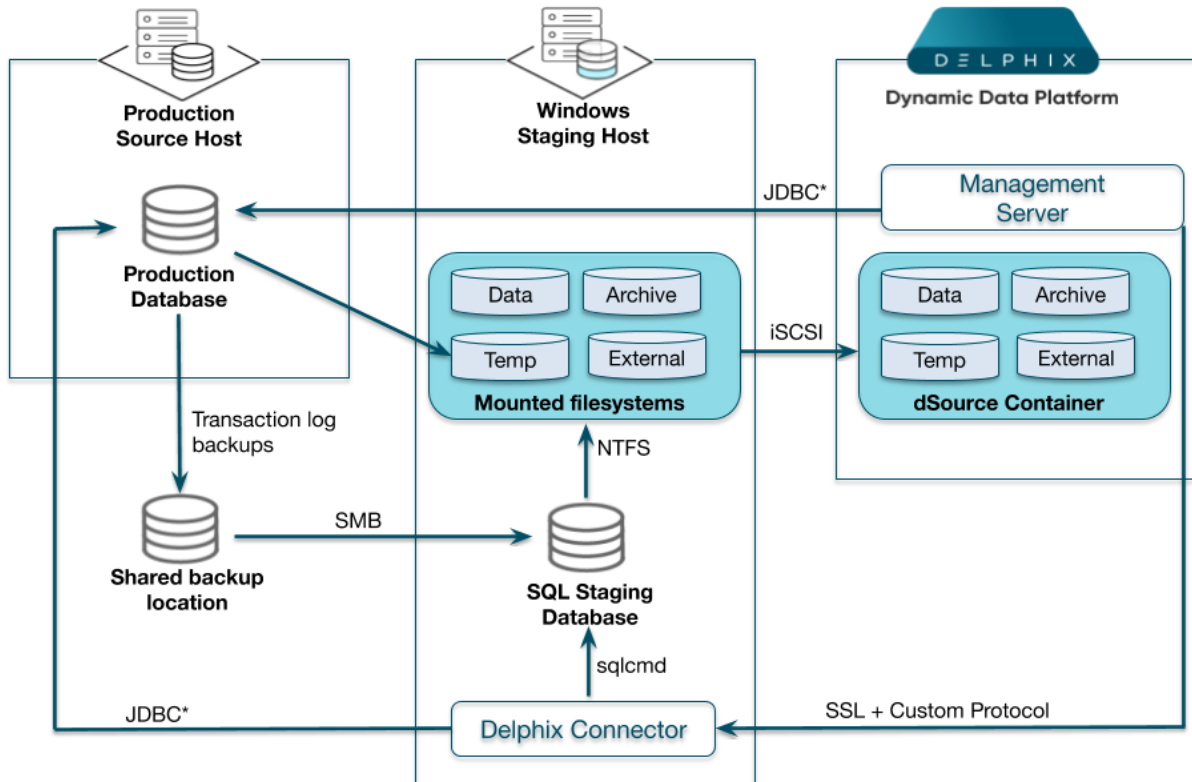 DELPHIX
Dynamic Data Platform
Production
Source Host
Windows
Staging Host
JDBC*
Management
Server
Production
Database
Data
Archive
Temp
External
Mounted filesystems
iSCSI
Data
Archive
Temp
External
dSource Container
Transaction log
backups
NTFS
SMB
Shared backup
location
SQL Staging
Database
sqlcmd
JDBC*
Delphix Connector
SSL + Custom Protocol